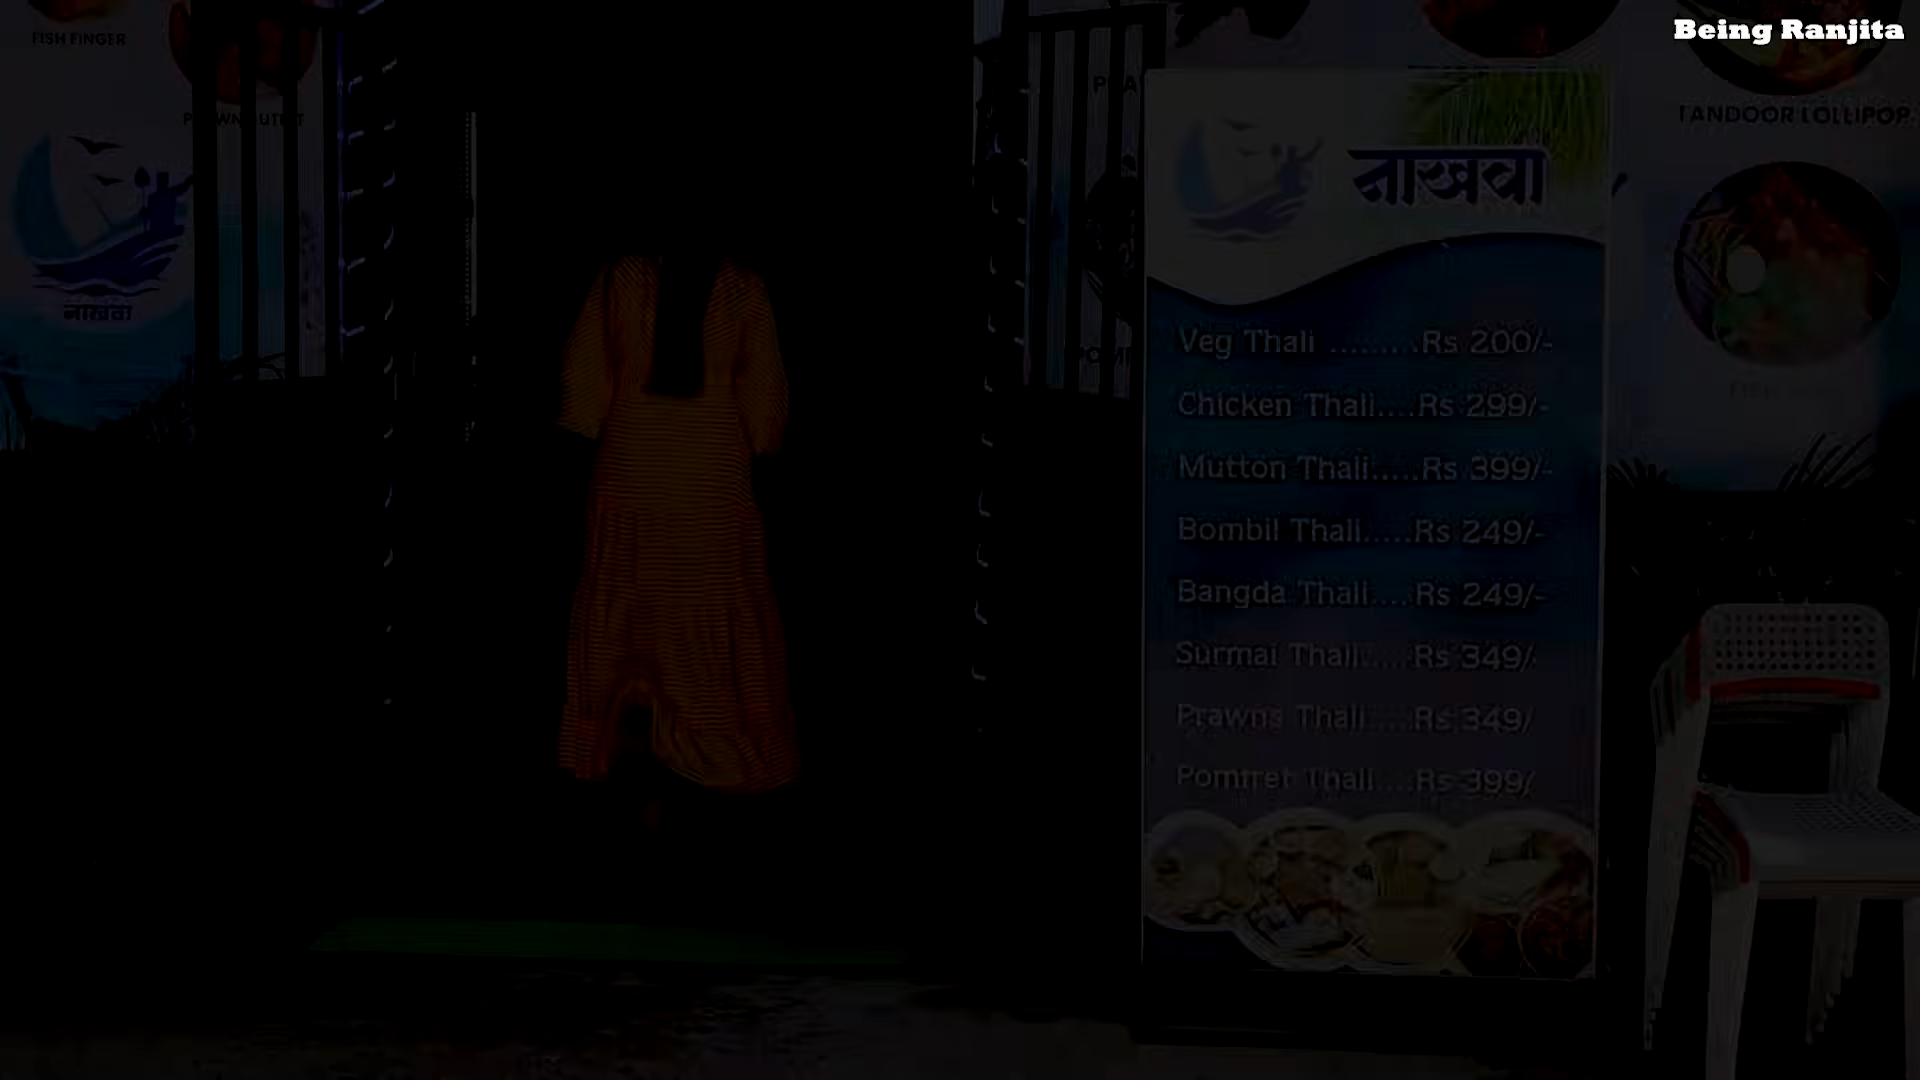 Being Ranjita
FISH FINGER
TANDOOR LOLLIPOP
नाखवा
नाखवा
Veg Thali .........Rs 200/-
Chicken Thali....Rs 299/-
Mutton Thali.....Rs 399/-
Bombil Thali.....Rs 249/-
Bangda Thali....Rs 249/-
Surmai Thali.....Rs 349/-
Prawns Thali....Rs 349/
Pomfret Thali....Rs 399/